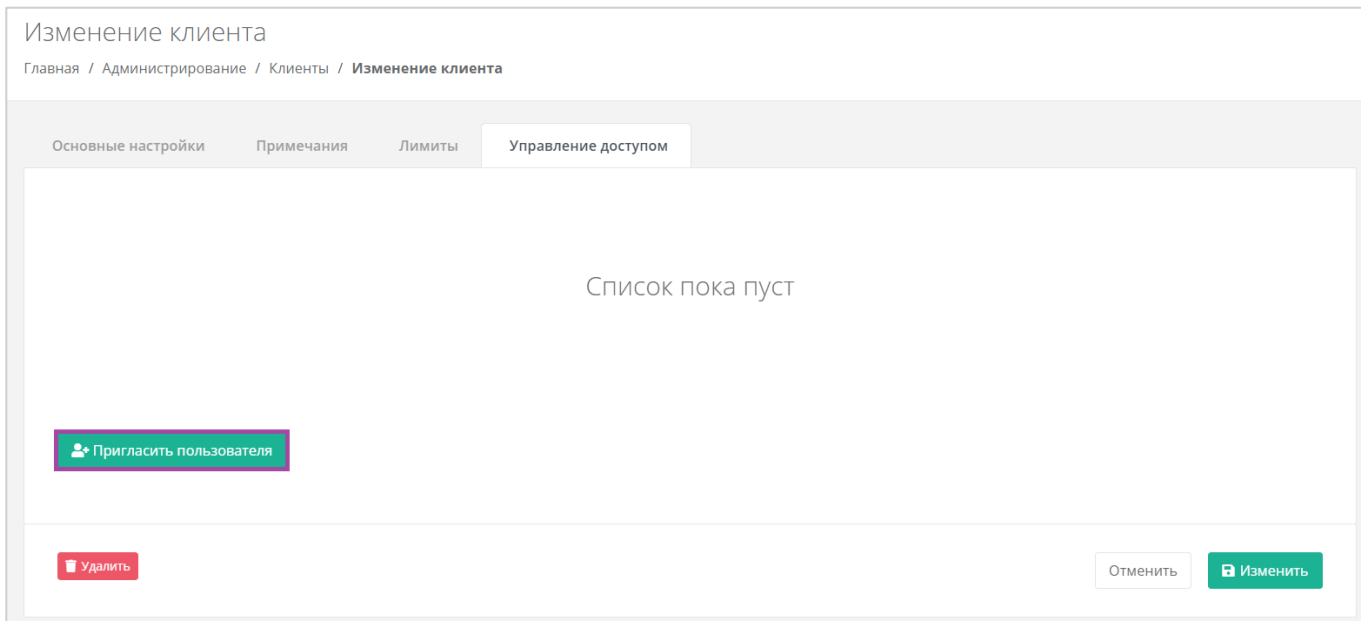 Изменение клиента
Главная / Администрирование / Клиенты / Изменение клиента
Основные настройки Примечания Лимиты Управление доступом
Список пока пуст
Пригласить пользователя
Удалить Отменить Изменить